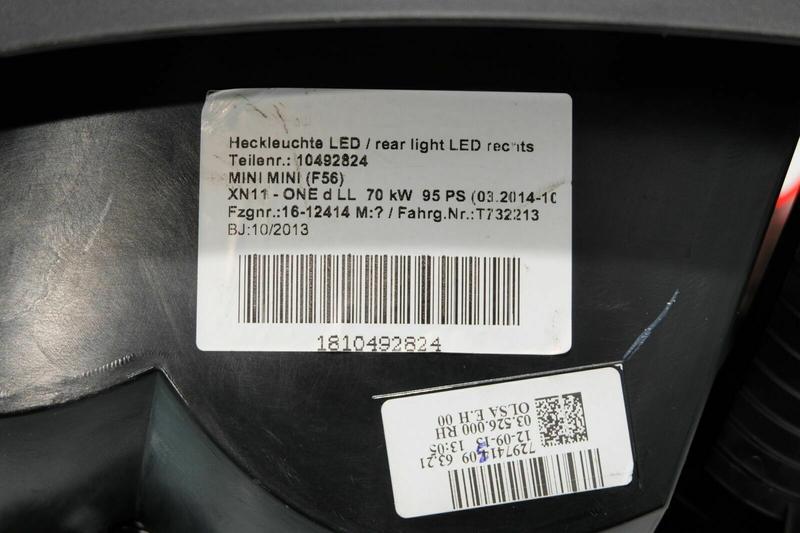 Heckleuchte LED / rear light LED rechts
Teilenr.: 10492824
MINI MINI (F56)
XN11 - ONE d LL 70 kW 95 PS (03.2014-10
Fzgnr.:16-12414 M:? / Fahrg.Nr.:T732213
BJ:10/2013
1810492824
63.21
12-09-13 13:05
03.526.000 RH
OLSA E.H 00